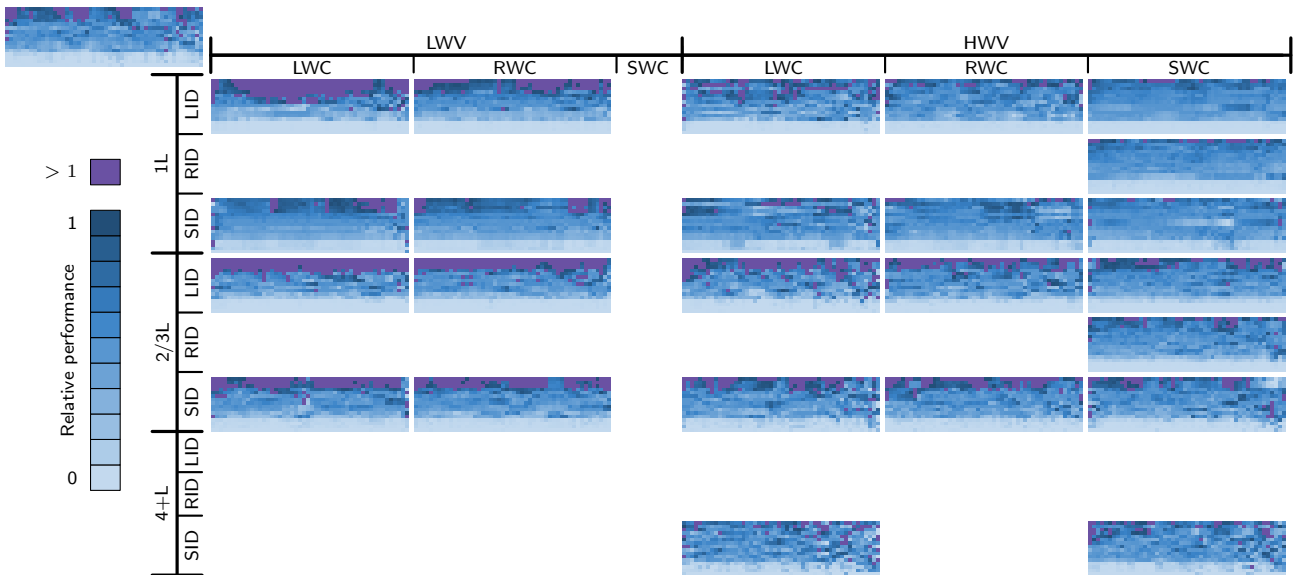 LWV HWV
LWC RWC SWC LWC RWC SWC
LID
1L
RID
SID
> 1
1
Relative performance
0
LID
2/3L
RID
SID
LID
4+L
RID
SID